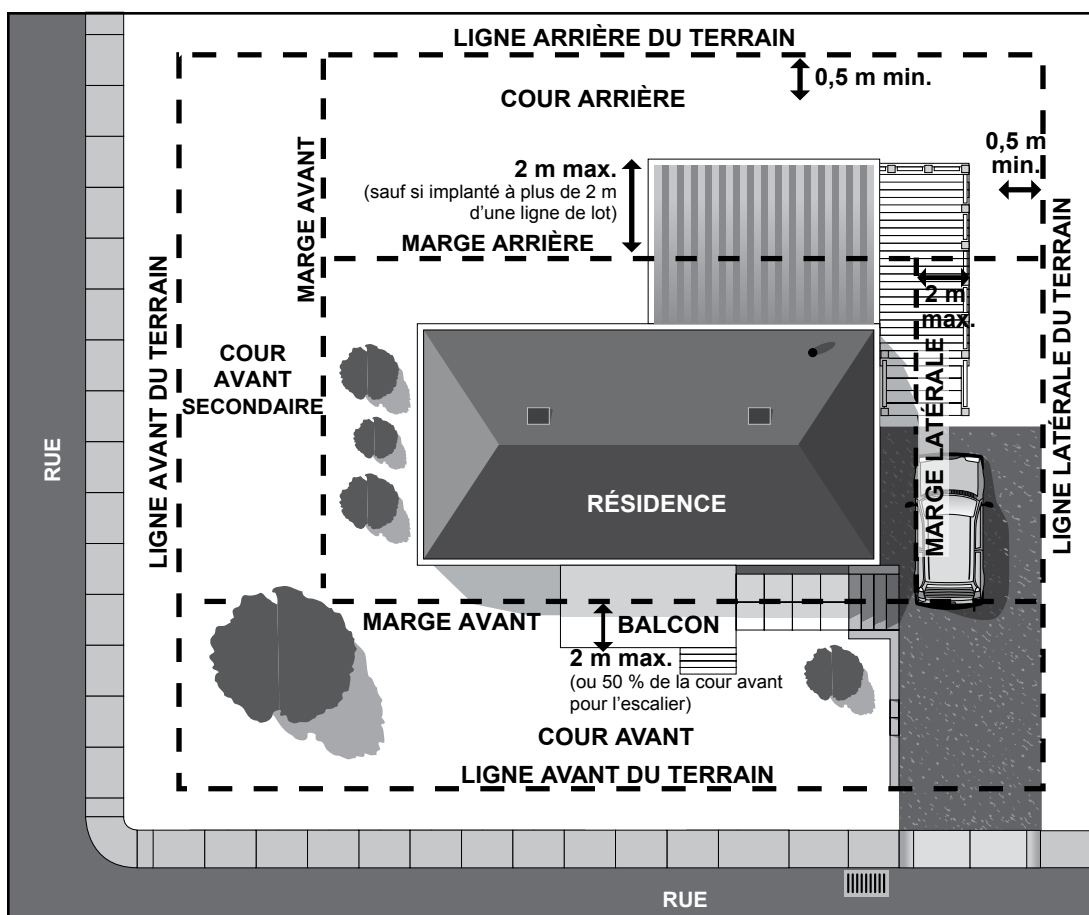 LIGNE ARRIÈRE DU TERRAIN
0,5 m min.
COUR ARRIÈRE
0,5 m
min.
2 m max.
(sauf si implanté à plus de 2 m
d'une ligne de lot)
MARGE AVANT
MARGE ARRIÈRE
LIGNE AVANT DU TERRAIN
2 m
max.
MARGE LATÉRALE
LIGNE LATÉRALE DU TERRAIN
COUR
AVANT
SECONDAIRE
RUE
RÉSIDENCE
MARGE AVANT
BALCON
2 m max.
(ou 50 % de la cour avant
pour l'escalier)
COUR AVANT
LIGNE AVANT DU TERRAIN
RUE